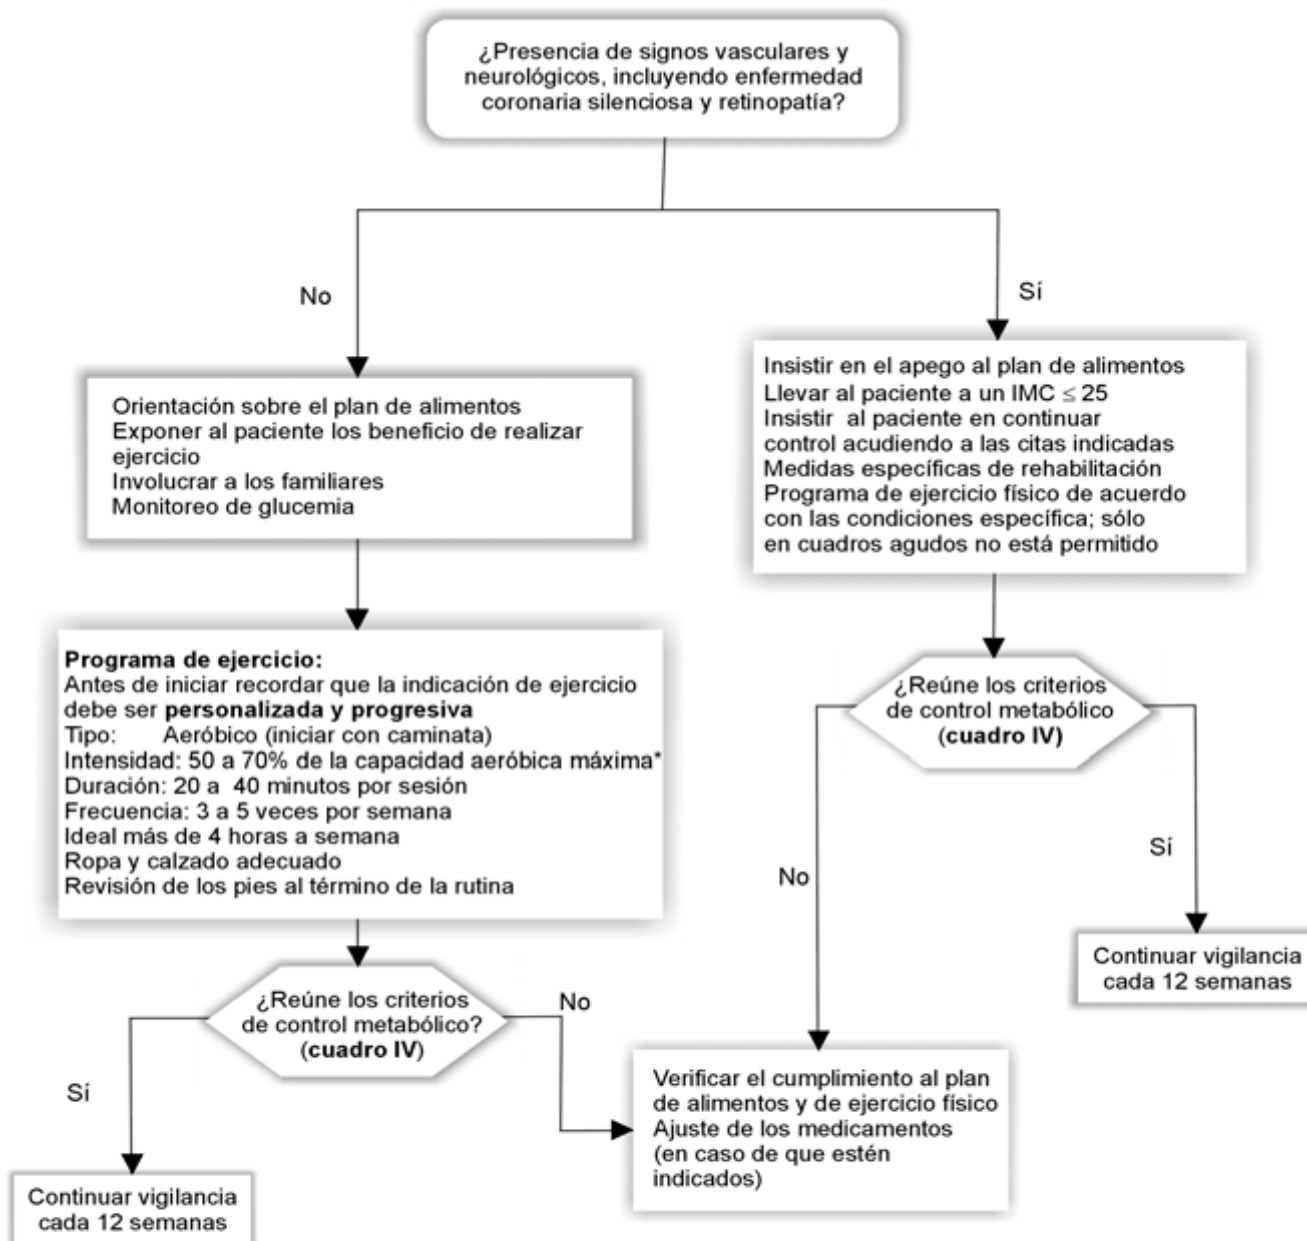 ¿Presencia de signos vasculares y
neurológicos, incluyendo enfermedad
coronaria silenciosa y retinopatía?
No
Sí
Orientación sobre el plan de alimentos
Exponer al paciente los beneficio de realizar
ejercicio
Involucrar a los familiares
Monitoreo de glucemia
Insistir en el apego al plan de alimentos
Llevar al paciente a un IMC ≤ 25
Insistir al paciente en continuar
control acudiendo a las citas indicadas
Medidas específicas de rehabilitación
Programa de ejercicio físico de acuerdo
con las condiciones específica; sólo
en cuadros agudos no está permitido
Programa de ejercicio:
Antes de iniciar recordar que la indicación de ejercicio
debe ser personalizada y progresiva
Tipo: Aeróbico (iniciar con caminata)
Intensidad: 50 a 70% de la capacidad aeróbica máxima*
Duración: 20 a 40 minutos por sesión
Frecuencia: 3 a 5 veces por semana
Ideal más de 4 horas a semana
Ropa y calzado adecuado
Revisión de los pies al término de la rutina
¿Reúne los criterios
de control metabólico
(cuadro IV)
No
Sí
Continuar vigilancia
cada 12 semanas
¿Reúne los criterios
de control metabólico?
(cuadro IV)
No
Sí
Verificar el cumplimiento al plan
de alimentos y de ejercicio físico
Ajuste de los medicamentos
(en caso de que estén
indicados)
Continuar vigilancia
cada 12 semanas